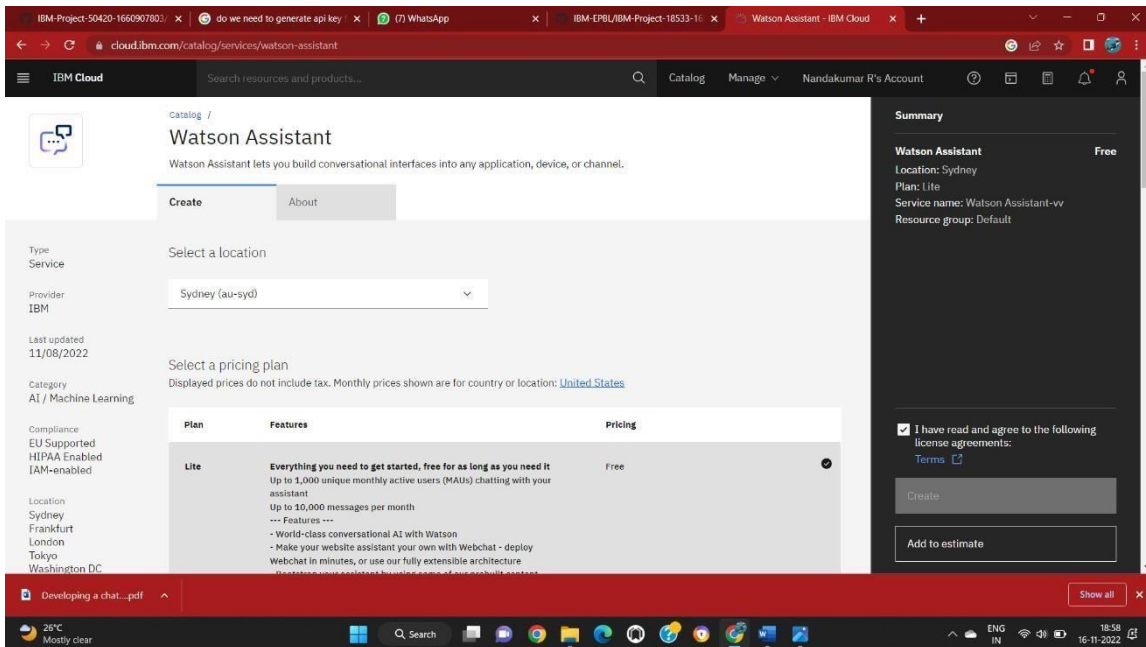 IBM-Project-50420-1660907803/
do we need to generate api key
(7) WhatsApp
IBM-EPBL/IBM-Project-18533-16
Watson Assistant - IBM Cloud
cloud.ibm.com/catalog/services/watson-assistant
IBM Cloud
Search resources and products...
Catalog
Manage
Nandakumar R's Account
Catalog /
Watson Assistant
Watson Assistant lets you build conversational interfaces into any application, device, or channel.
Create
About
Type
Service
Provider
IBM
Last updated
11/08/2022
Category
AI / Machine Learning
Compliance
EU Supported
HIPAA Enabled
IAM-enabled
Location
Sydney
Frankfurt
London
Tokyo
Washington DC
Select a location
Sydney (au-syd)
Select a pricing plan
Displayed prices do not include tax. Monthly prices shown are for country or location: United States
Plan
Features
Pricing
Lite
Everything you need to get started, free for as long as you need it
Free
Up to 1,000 unique monthly active users (MAUs) chatting with your
assistant
Up to 10,000 messages per month
--- Features ---
- World-class conversational AI with Watson
- Make your website assistant your own with Webchat - deploy
Webchat in minutes, or use our fully extensible architecture
- Bootstrap your assistant by using some of our prebuilt content
Summary
Watson Assistant
Free
Location: Sydney
Plan: Lite
Service name: Watson Assistant-vv
Resource group: Default
I have read and agree to the following
license agreements:
Terms
Create
Add to estimate
Developing a chat....pdf
Show all
26°C
Mostly clear
Search
ENG
IN
18:58
16-11-2022